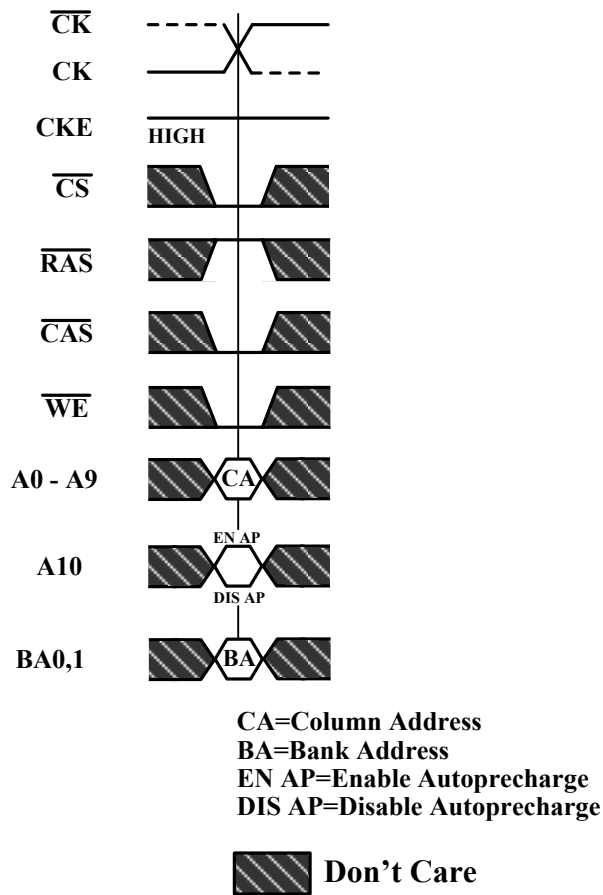 CK
CK
CKE
HIGH
CS
RAS
CAS
WE
A0 - A9
CA
EN AP
A10
DIS AP
BA0,1
BA
CA=Column Address
BA=Bank Address
EN AP=Enable Autoprecharge
DIS AP=Disable Autoprecharge
Don't Care